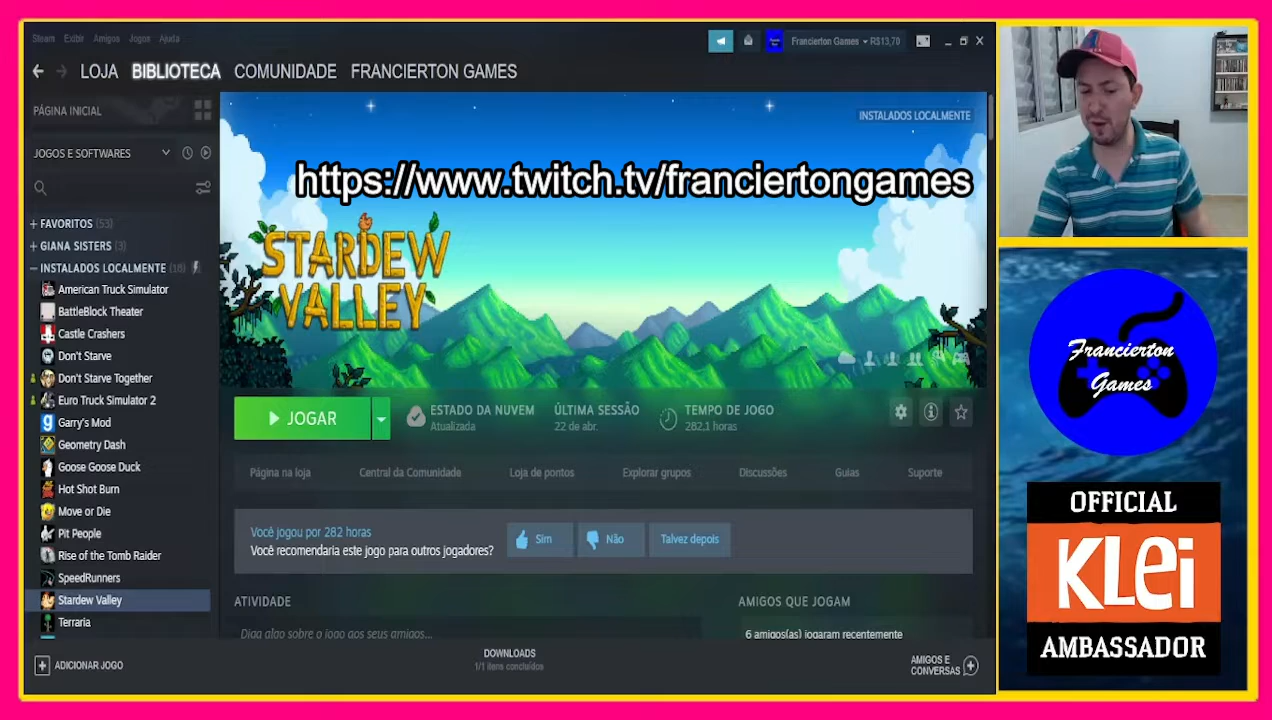 Steam Exibir Amigos Jogos Ajuda
Francierton Games R$13,70
LOJA BIBLIOTECA COMUNIDADE FRANCIERTON GAMES
PÁGINA INICIAL
JOGOS E SOFTWARES
FAVORITOS (53)
GIANA SISTERS (3)
INSTALADOS LOCALMENTE (18)
American Truck Simulator
BattleBlock Theater
Castle Crashers
Don't Starve
Don't Starve Together
Euro Truck Simulator 2
Garry's Mod
Geometry Dash
Goose Goose Duck
Hot Shot Burn
Move or Die
Pit People
Rise of the Tomb Raider
SpeedRunners
Stardew Valley
Terraria
ADICIONAR JOGO
INSTALADOS LOCALMENTE
https://www.twitch.tv/franciertongames
STARDEW
VALLEY
JOGAR
ESTADO DA NUVEM
Atualizada
ÚLTIMA SESSÃO
22 de abr.
TEMPO DE JOGO
282,1 horas
Página na loja Central da Comunidade Loja de pontos Explorar grupos Discussões Guias Suporte
Você jogou por 282 horas
Você recomendaria este jogo para outros jogadores?
Sim Não Talvez depois
ATIVIDADE
Diga algo sobre o jogo aos seus amigos...
AMIGOS QUE JOGAM
6 amigos(as) jogaram recentemente
DOWNLOADS
1/1 itens concluídos
AMIGOS E
CONVERSAS
Francierton
Games
OFFICIAL
KLEi
AMBASSADOR